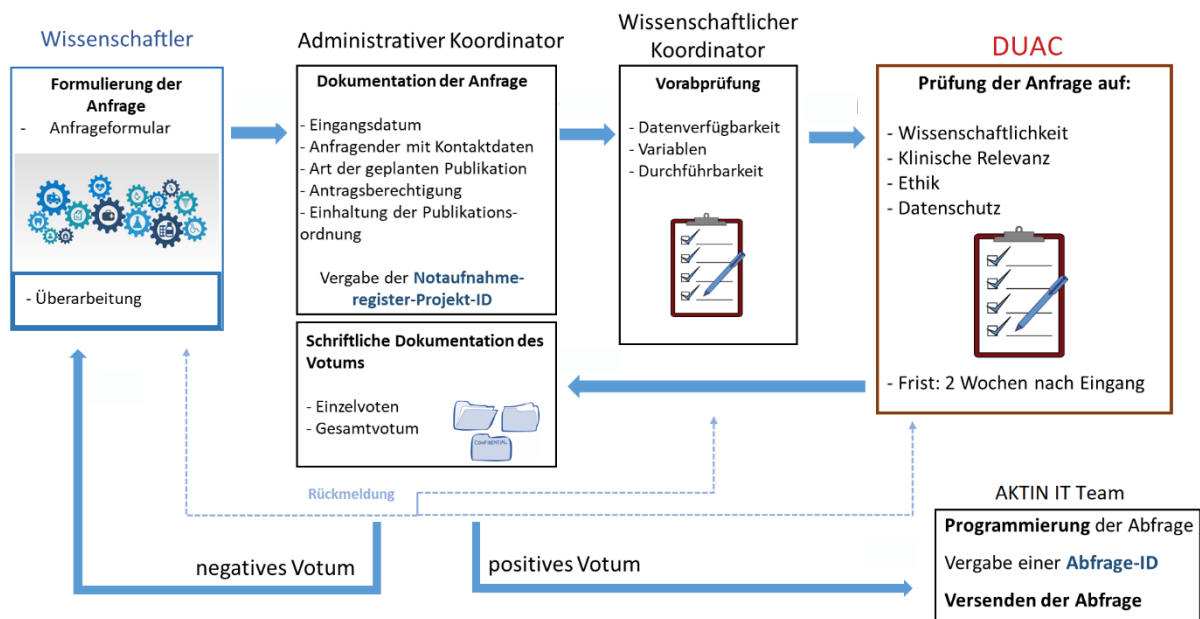 Wissenschaftler
Formulierung der
Anfrage
- Anfrageformular
- Überarbeitung
Administrativer Koordinator
Dokumentation der Anfrage
- Eingangsdatum
- Anfragender mit Kontaktdaten
- Art der geplanten Publikation
- Antragsberechtigung
- Einhaltung der Publikations-
ordnung
Vergabe der Notaufnahme-
register-Projekt-ID
Schriftliche Dokumentation des
Votums
- Einzelvoten
- Gesamtvotum
CONFIDENTIAL
Wissenschaftlicher
Koordinator
Vorabprüfung
- Datenverfügbarkeit
- Variablen
- Durchführbarkeit
DUAC
Prüfung der Anfrage auf:
- Wissenschaftlichkeit
- Klinische Relevanz
- Ethik
- Datenschutz
- Frist: 2 Wochen nach Eingang
Rückmeldung
negatives Votum
positives Votum
AKTIN IT Team
Programmierung der Abfrage
Vergabe einer Abfrage-ID
Versenden der Abfrage